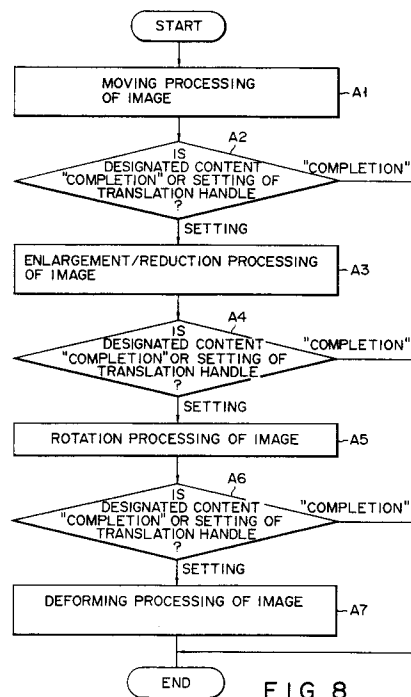 START
MOVING PROCESSING
OF IMAGE
A1
A2
IS
DESIGNATED CONTENT
"COMPLETION" OR SETTING OF
TRANSLATION HANDLE
?
"COMPLETION"
SETTING
ENLARGEMENT/REDUCTION PROCESSING
OF IMAGE
A3
A4
IS
DESIGNATED CONTENT
"COMPLETION" OR SETTING OF
TRANSLATION HANDLE
?
"COMPLETION"
SETTING
ROTATION PROCESSING OF IMAGE
A5
A6
IS
DESIGNATED CONTENT
"COMPLETION" OR SETTING OF
TRANSLATION HANDLE
?
"COMPLETION"
SETTING
DEFORMING PROCESSING OF IMAGE
A7
END
FIG. 8